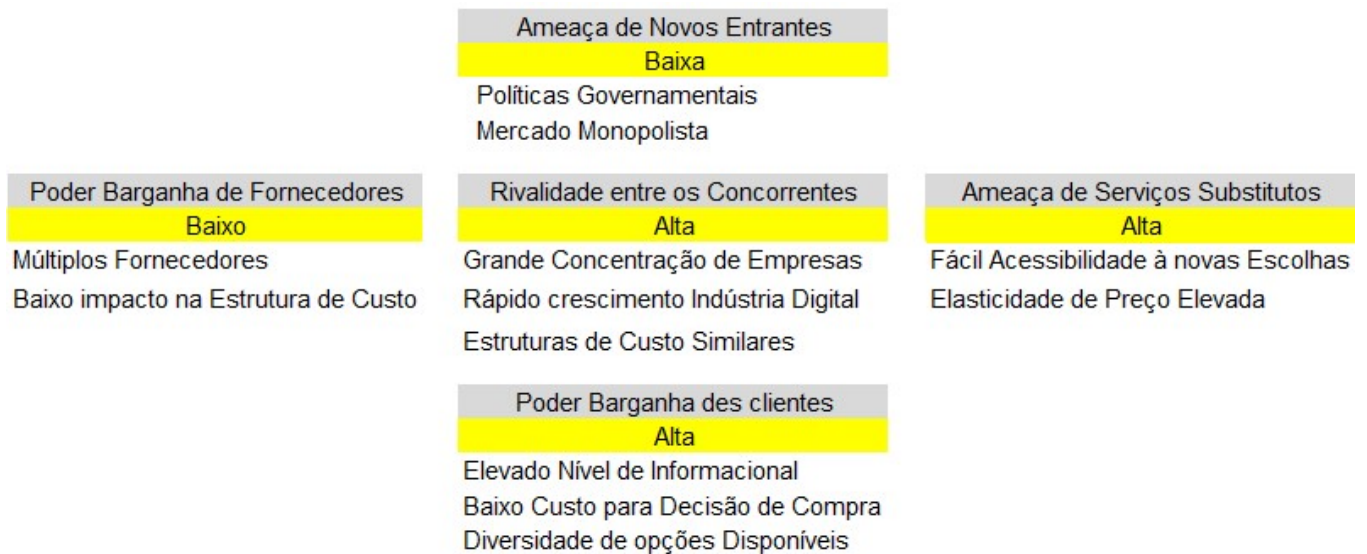 Ameaça de Novos Entrantes
Baixa
Políticas Governamentais
Mercado Monopolista
Poder Barganha de Fornecedores
Baixo
Múltiplos Fornecedores
Baixo impacto na Estrutura de Custo
Rivalidade entre os Concorrentes
Alta
Grande Concentração de Empresas
Rápido crescimento Indústria Digital
Estruturas de Custo Similares
Ameaça de Serviços Substitutos
Alta
Fácil Acessibilidade à novas Escolhas
Elasticidade de Preço Elevada
Poder Barganha des clientes
Alta
Elevado Nível de Informacional
Baixo Custo para Decisão de Compra
Diversidade de opções Disponíveis